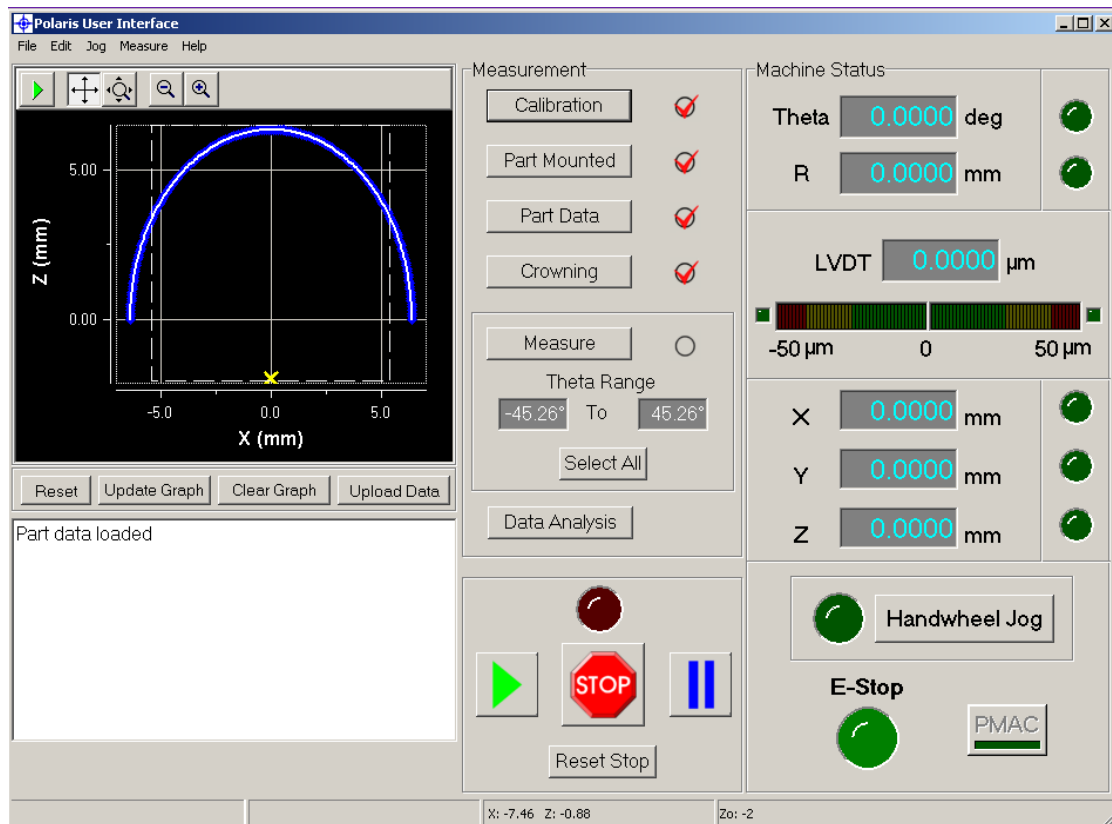 Polaris User Interface
File Edit Jog Measure Help
Z (mm)
5.00
0.00
-5.0 0.0 5.0
X (mm)
Reset Update Graph Clear Graph Upload Data
Part data loaded
Measurement
Calibration
Part Mounted
Part Data
Crowning
Measure
Theta Range
-45.26° To 45.26°
Select All
Data Analysis
STOP
Reset Stop
Machine Status
Theta 0.0000 deg
R 0.0000 mm
LVDT 0.0000 µm
-50 µm 0 50 µm
X 0.0000 mm
Y 0.0000 mm
Z 0.0000 mm
Handwheel Jog
E-Stop
PMAC
X: -7.46 Z: -0.88 Zo: -2